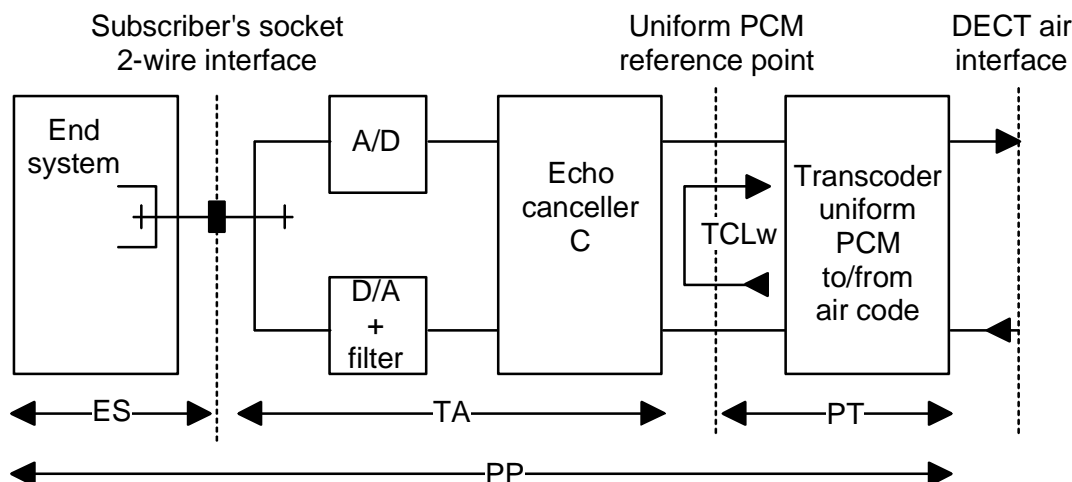 Subscriber's socket
2-wire interface
Uniform PCM
reference point
DECT air
interface
End
system
A/D
D/A
+
filter
Echo
canceller
C
TCLw
Transcoder
uniform
PCM
to/from
air code
ES
TA
PT
PP